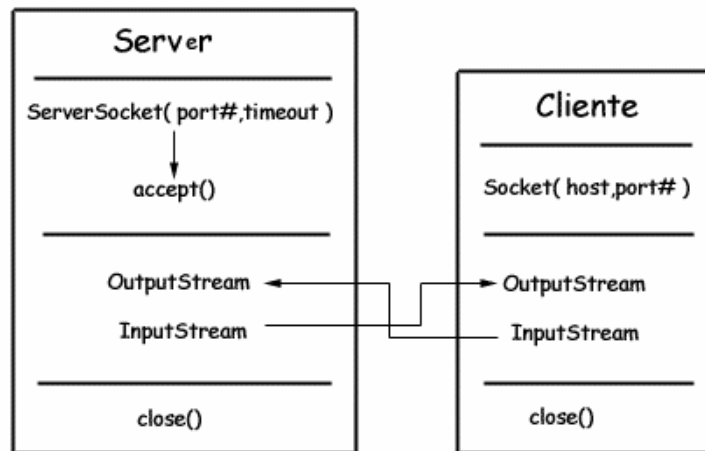 Server
ServerSocket( port#,timeout )
accept()
OutputStream
InputStream
close()
Cliente
Socket( host,port# )
OutputStream
InputStream
close()